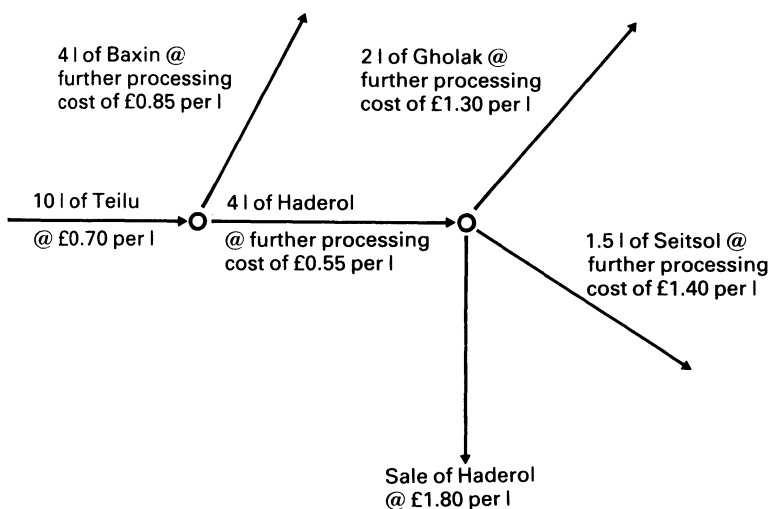 4 l of Baxin @
further processing
cost of £0.85 per l
2 l of Gholak @
further processing
cost of £1.30 per l
10 l of Teilu
@ £0.70 per l
4 l of Haderol
@ further processing
cost of £0.55 per l
1.5 l of Seitsol @
further processing
cost of £1.40 per l
Sale of Haderol
@ £1.80 per l